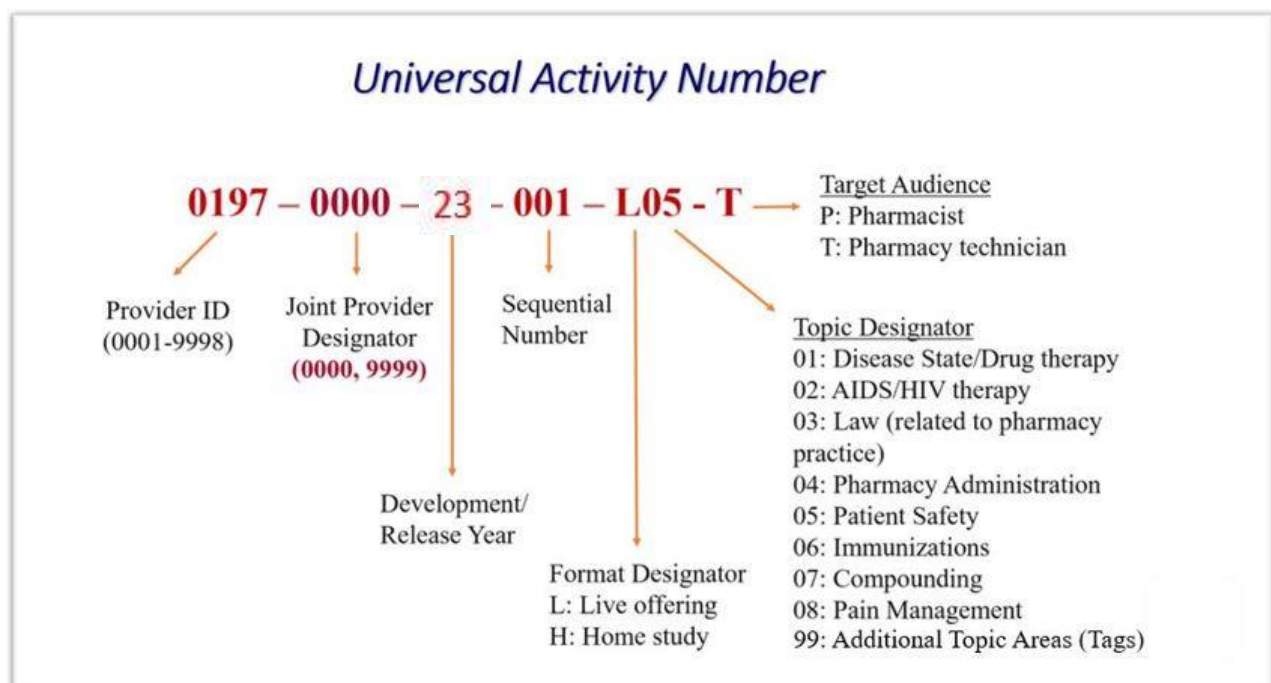 Universal Activity Number
0197 – 0000 – 23 - 001 – L05 - T
Target Audience
P: Pharmacist
T: Pharmacy technician
Provider ID
(0001-9998)
Joint Provider
Designator
(0000, 9999)
Sequential
Number
Topic Designator
01: Disease State/Drug therapy
02: AIDS/HIV therapy
03: Law (related to pharmacy
practice)
04: Pharmacy Administration
05: Patient Safety
06: Immunizations
07: Compounding
08: Pain Management
99: Additional Topic Areas (Tags)
Development/
Release Year
Format Designator
L: Live offering
H: Home study